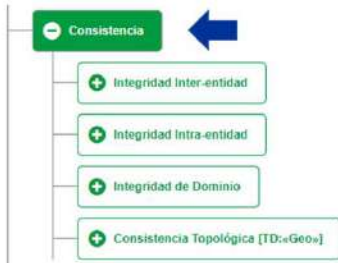 Consistencia
Integridad Inter-entidad
Integridad Intra-entidad
Integridad de Dominio
Consistencia Topológica [TD:«Geo»]